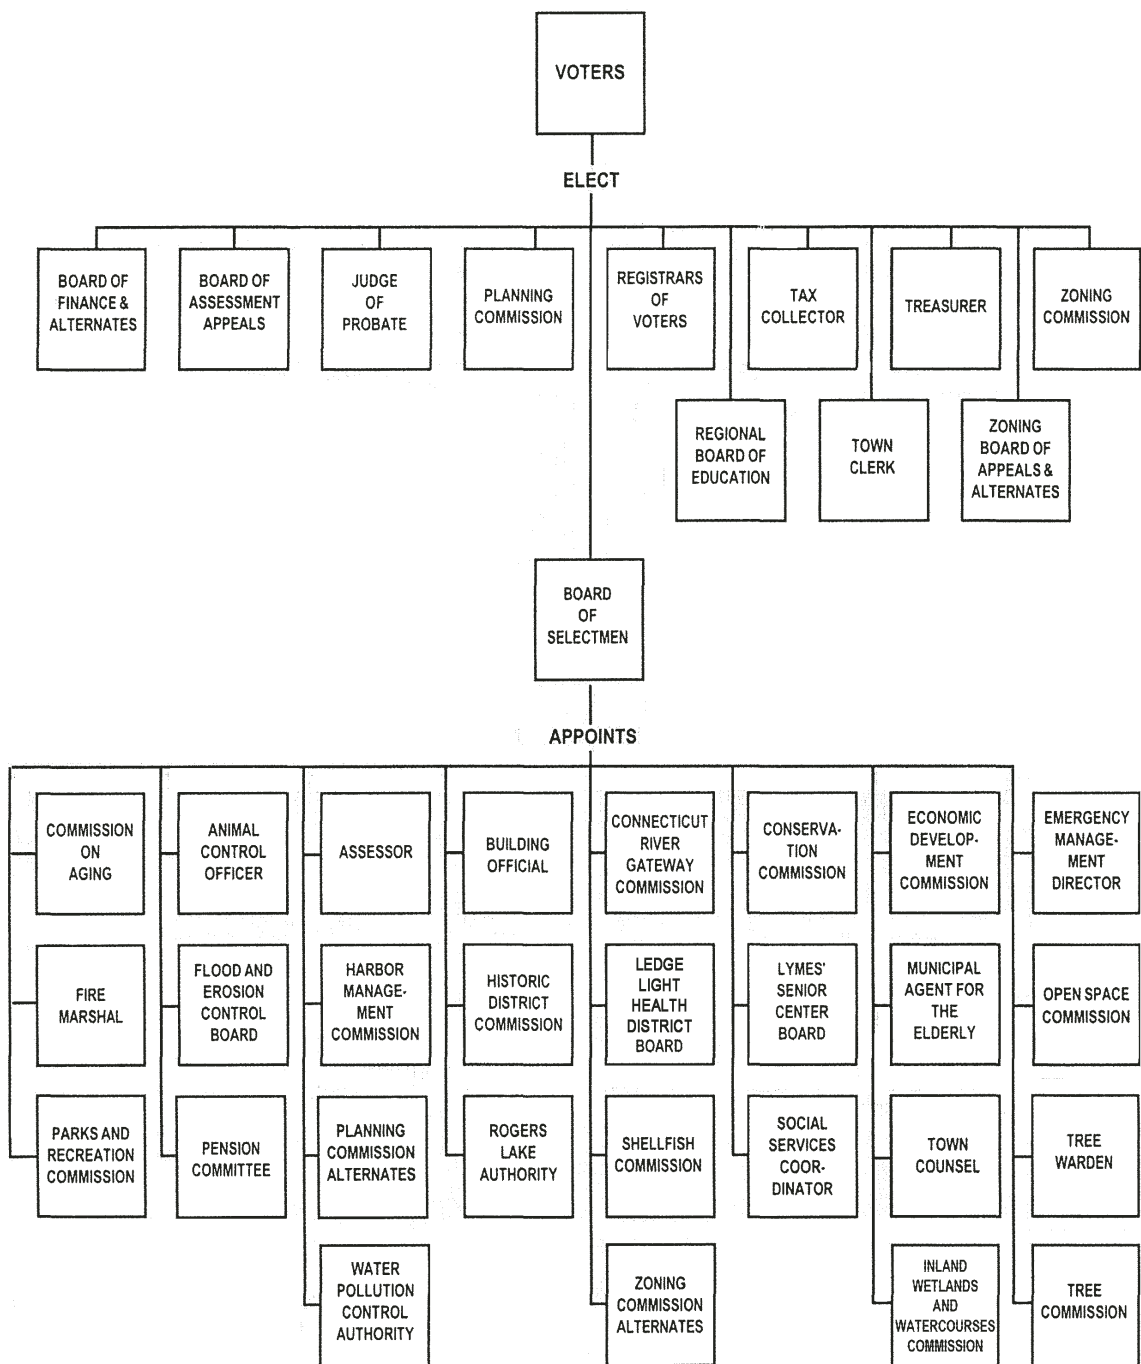 VOTERS
ELECT
BOARD OF
FINANCE &
ALTERNATES
BOARD OF
ASSESSMENT
APPEALS
JUDGE
OF
PROBATE
PLANNING
COMMISSION
REGISTRARS
OF
VOTERS
TAX
COLLECTOR
TREASURER
ZONING
COMMISSION
REGIONAL
BOARD OF
EDUCATION
TOWN
CLERK
ZONING
BOARD OF
APPEALS &
ALTERNATES
BOARD
OF
SELECTMEN
APPOINTS
COMMISSION
ON
AGING
ANIMAL
CONTROL
OFFICER
ASSESSOR
BUILDING
OFFICIAL
CONNECTICUT
RIVER
GATEWAY
COMMISSION
CONSERVA-
TION
COMMISSION
ECONOMIC
DEVELOP-
MENT
COMMISSION
EMERGENCY
MANAGE-
MENT
DIRECTOR
FIRE
MARSHAL
FLOOD AND
EROSION
CONTROL
BOARD
HARBOR
MANAGE-
MENT
COMMISSION
HISTORIC
DISTRICT
COMMISSION
LEDGE
LIGHT
HEALTH
DISTRICT
BOARD
LYMES'
SENIOR
CENTER
BOARD
MUNICIPAL
AGENT FOR
THE
ELDERLY
OPEN SPACE
COMMISSION
PARKS AND
RECREATION
COMMISSION
PENSION
COMMITTEE
PLANNING
COMMISSION
ALTERNATES
ROGERS
LAKE
AUTHORITY
SHELLFISH
COMMISSION
SOCIAL
SERVICES
COOR-
DINATOR
TOWN
COUNSEL
TREE
WARDEN
WATER
POLLUTION
CONTROL
AUTHORITY
ZONING
COMMISSION
ALTERNATES
INLAND
WETLANDS
AND
WATERCOURSES
COMMISSION
TREE
COMMISSION